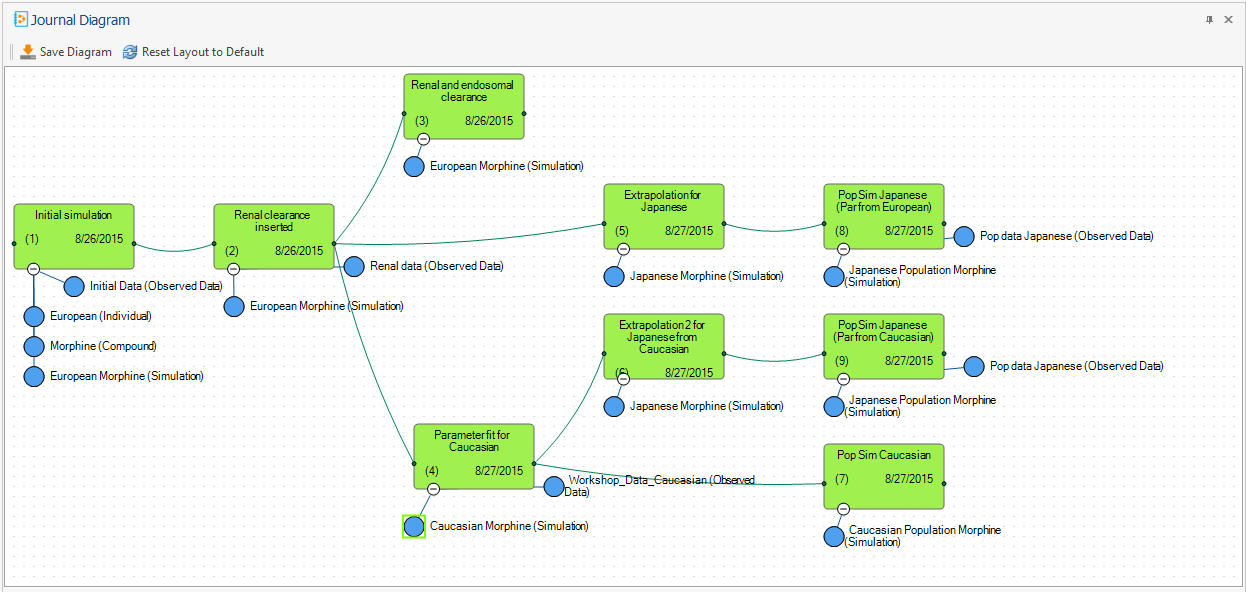 Journal Diagram
Save Diagram
Reset Layout to Default
Renal and endosomal
clearance
(3) 8/26/2015
European Morphine (Simulation)
Initial simulation
(1) 8/26/2015
Initial Data (Observed Data)
European (Individual)
Morphine (Compound)
European Morphine (Simulation)
Renal clearance
inserted
(2) 8/26/2015
Renal data (Observed Data)
European Morphine (Simulation)
Extrapolation for
Japanese
(5) 8/27/2015
Japanese Morphine (Simulation)
Pop Sim Japanese
(Par from European)
(8) 8/27/2015
Pop data Japanese (Observed Data)
Japanese Population Morphine
(Simulation)
Extrapolation 2 for
Japanese from
Caucasian
(6) 8/27/2015
Japanese Morphine (Simulation)
Pop Sim Japanese
(Par from Caucasian)
(9) 8/27/2015
Pop data Japanese (Observed Data)
Japanese Population Morphine
(Simulation)
Parameter fit for
Caucasian
(4) 8/27/2015
Workshop_Data_Caucasian (Observed
Data)
Caucasian Morphine (Simulation)
Pop Sim Caucasian
(7) 8/27/2015
Caucasian Population Morphine
(Simulation)